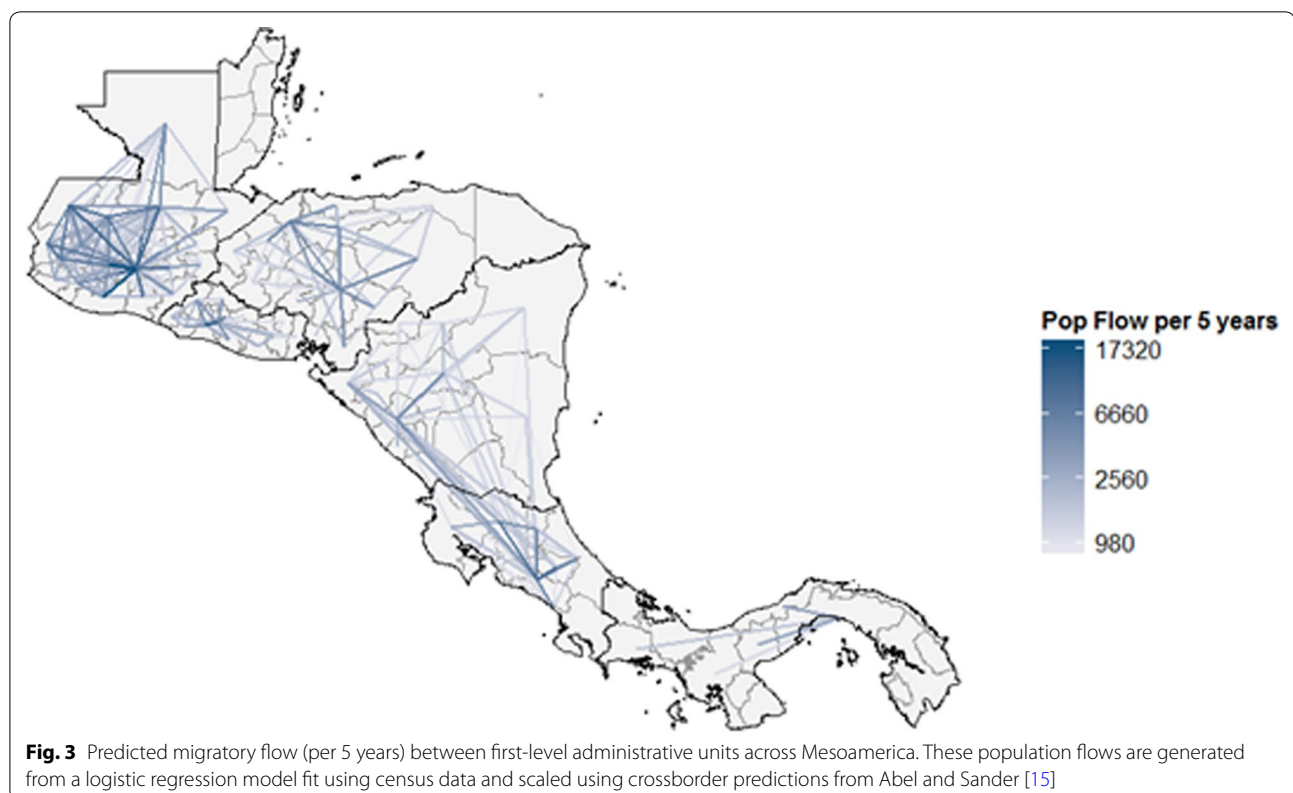 Pop Flow per 5 years
17320
6660
2560
980
Fig. 3 Predicted migratory flow (per 5 years) between first-level administrative units across Mesoamerica. These population flows are generated
from a logistic regression model fit using census data and scaled using crossborder predictions from Abel and Sander [15]